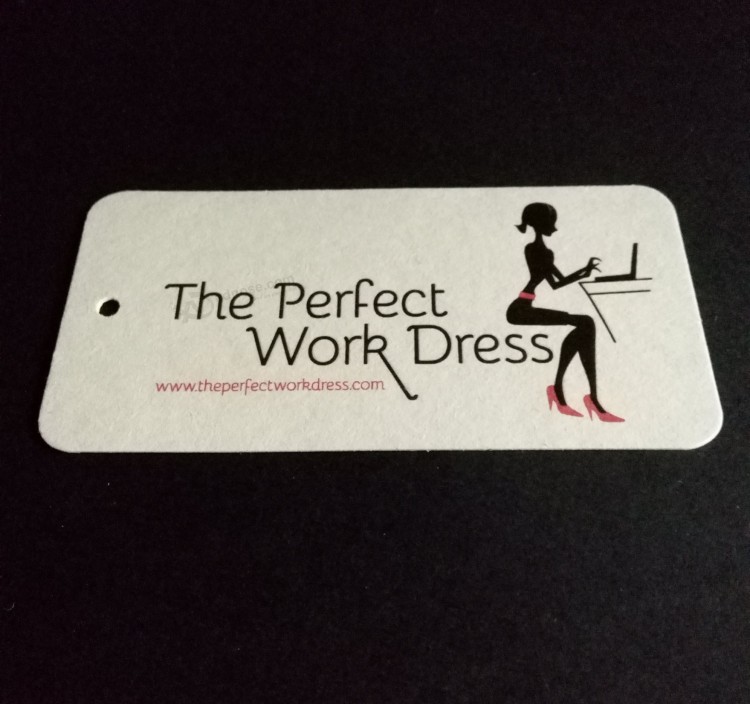 The Perfect
Work Dress
www.theperfectworkdress.com